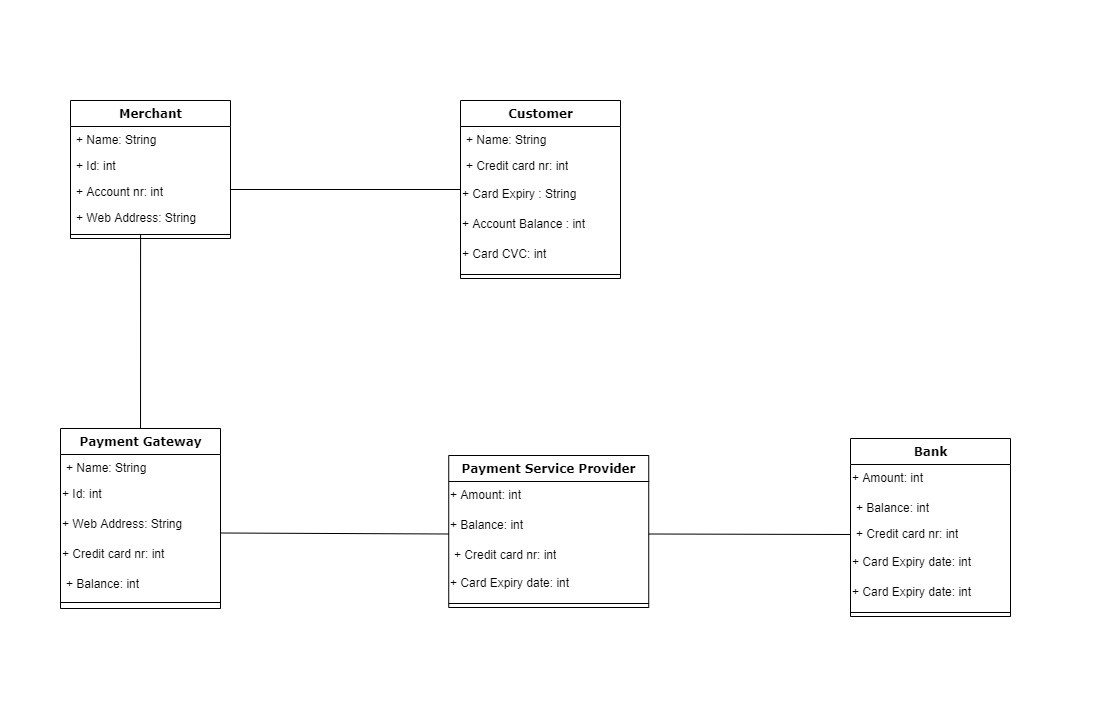 Merchant
+ Name: String
+ Id: int
+ Account nr: int
+ Web Address: String
Customer
+ Name: String
+ Credit card nr: int
+ Card Expiry : String
+ Account Balance : int
+ Card CVC: int
Payment Gateway
+ Name: String
+ Id: int
+ Web Address: String
+ Credit card nr: int
+ Balance: int
Payment Service Provider
+ Amount: int
+ Balance: int
+ Credit card nr: int
+ Card Expiry date: int
Bank
+ Amount: int
+ Balance: int
+ Credit card nr: int
+ Card Expiry date: int
+ Card Expiry date: int